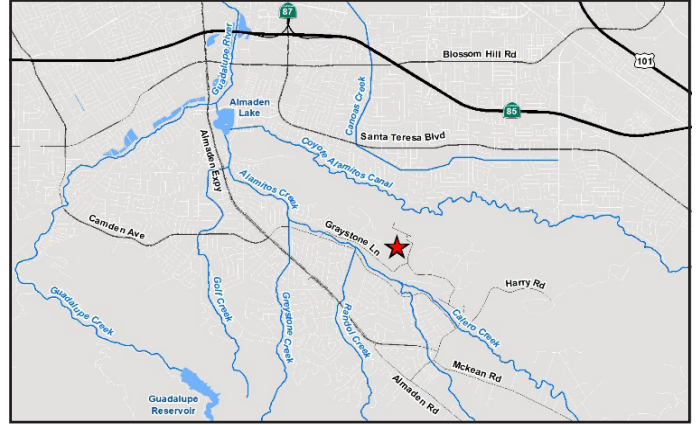 87
Blossom Hill Rd
101
Guadalupe River
Almaden
Lake
Canoas Creek
85
Santa Teresa Blvd
Almaden Expy
Coyote Alamitos Canal
Alamitos Creek
Camden Ave
Graystone Ln
Harry Rd
Guadalupe Creek
Golf Creek
Greystone Creek
Randol Creek
Calero Creek
Mckean Rd
Almaden Rd
Guadalupe
Reservoir